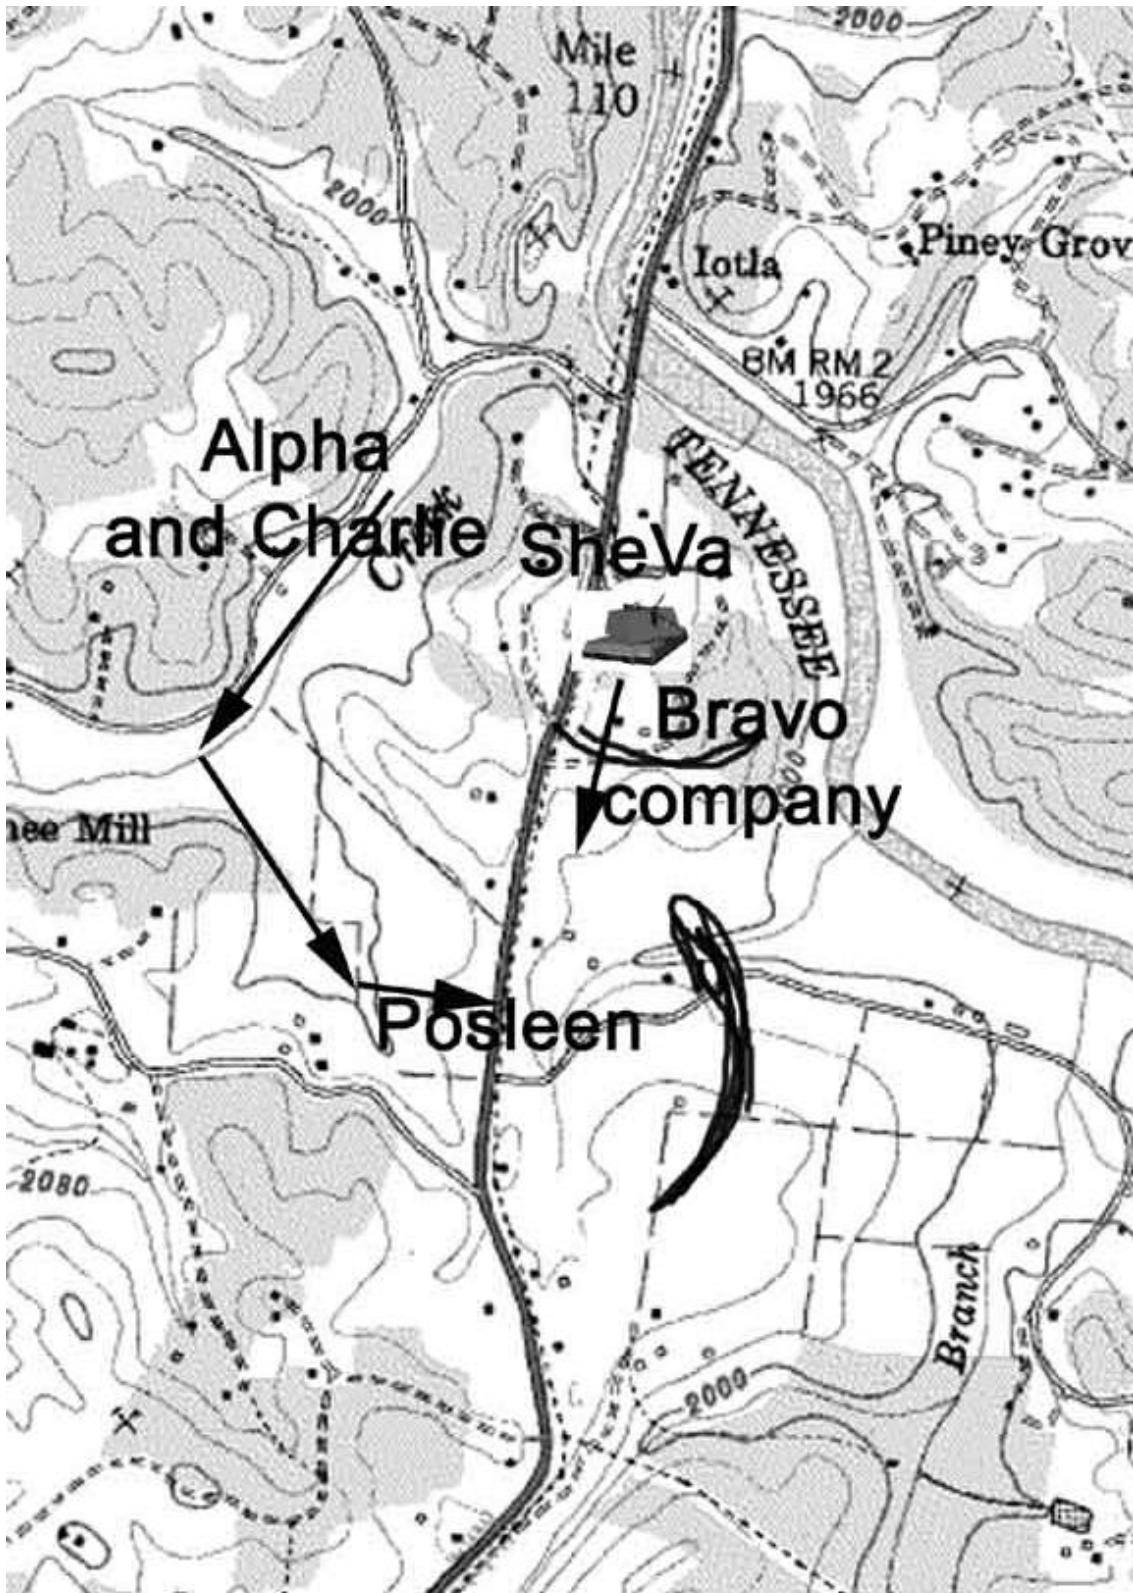 2000
Mile
110
2000
Iotla
Piney Grov
BM RM 2
1966
TENNESSEE
Alpha
and Charlie
SheVa
Bravo
company
2000
nee Mill
Posleen
2080
Branch
2000